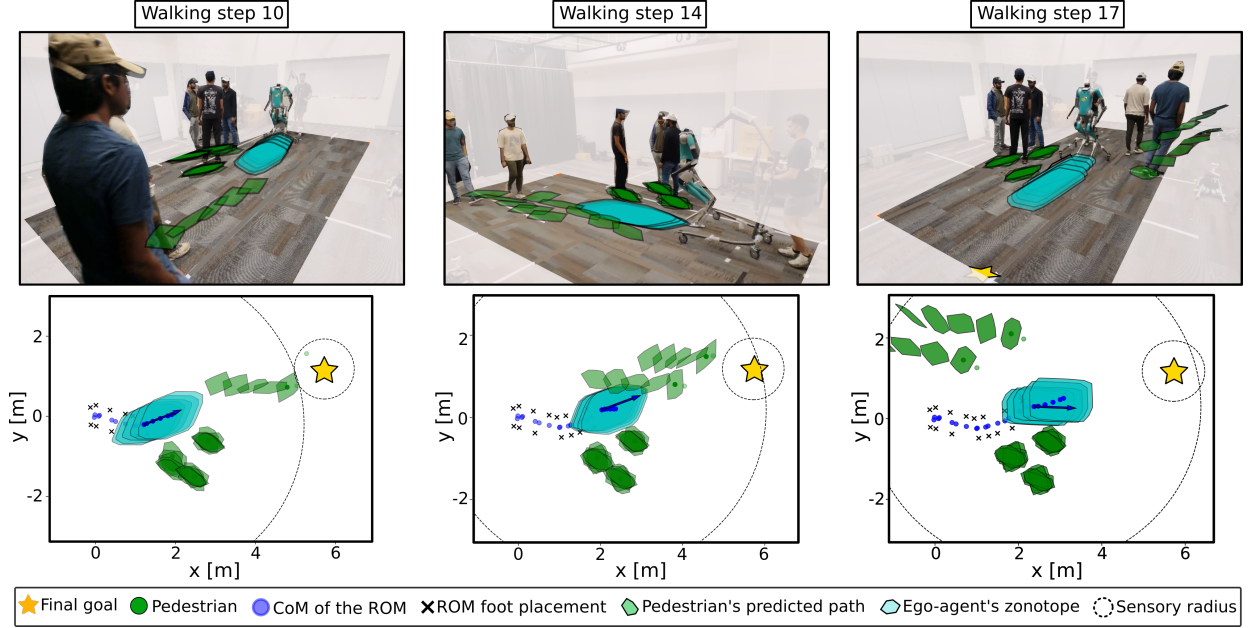 Walking step 10
Walking step 14
Walking step 17
y [m]
2
0
-2
0 2 4 6
x [m]
y [m]
2
0
-2
0 2 4 6
x [m]
y [m]
2
0
-2
0 2 4 6
x [m]
Final goal Pedestrian CoM of the ROM ROM foot placement Pedestrian's predicted path Ego-agent's zonotope Sensory radius